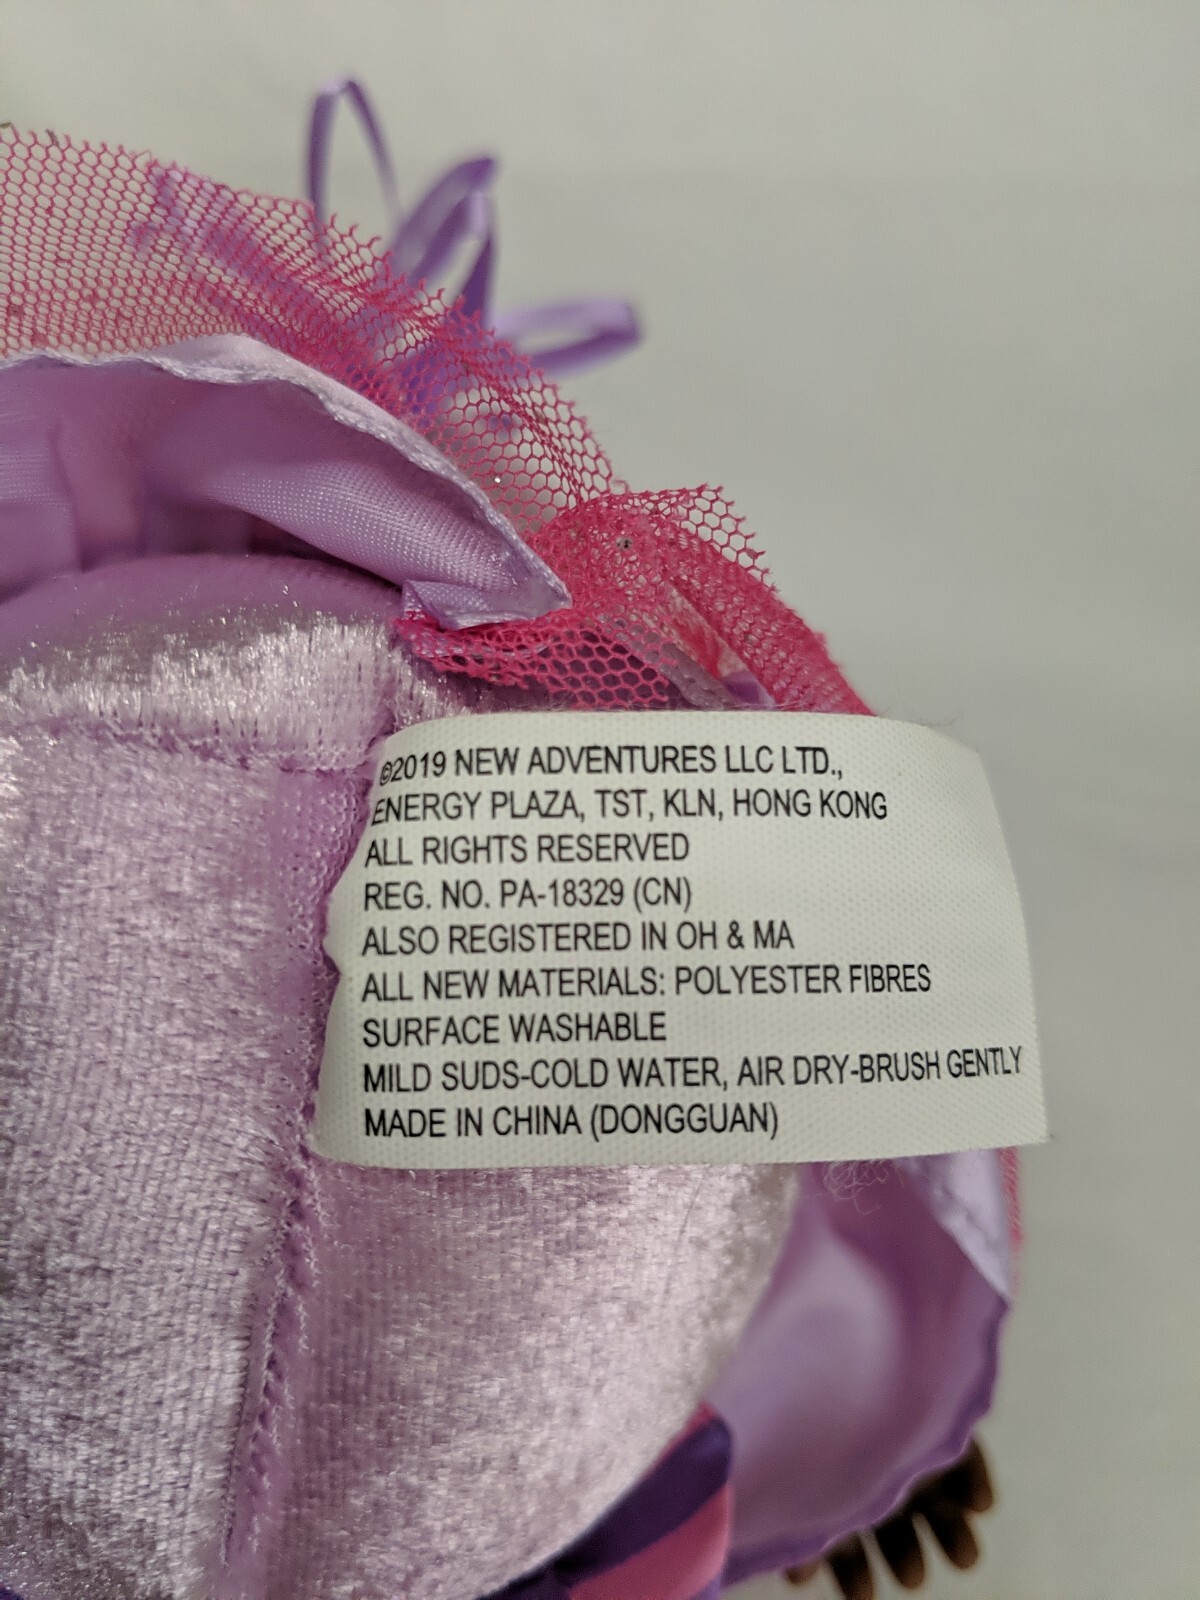 ©2019 NEW ADVENTURES LLC LTD.,
ENERGY PLAZA, TST, KLN, HONG KONG
ALL RIGHTS RESERVED
REG. NO. PA-18329 (CN)
ALSO REGISTERED IN OH & MA
ALL NEW MATERIALS: POLYESTER FIBRES
SURFACE WASHABLE
MILD SUDS-COLD WATER, AIR DRY-BRUSH GENTLY
MADE IN CHINA (DONGGUAN)